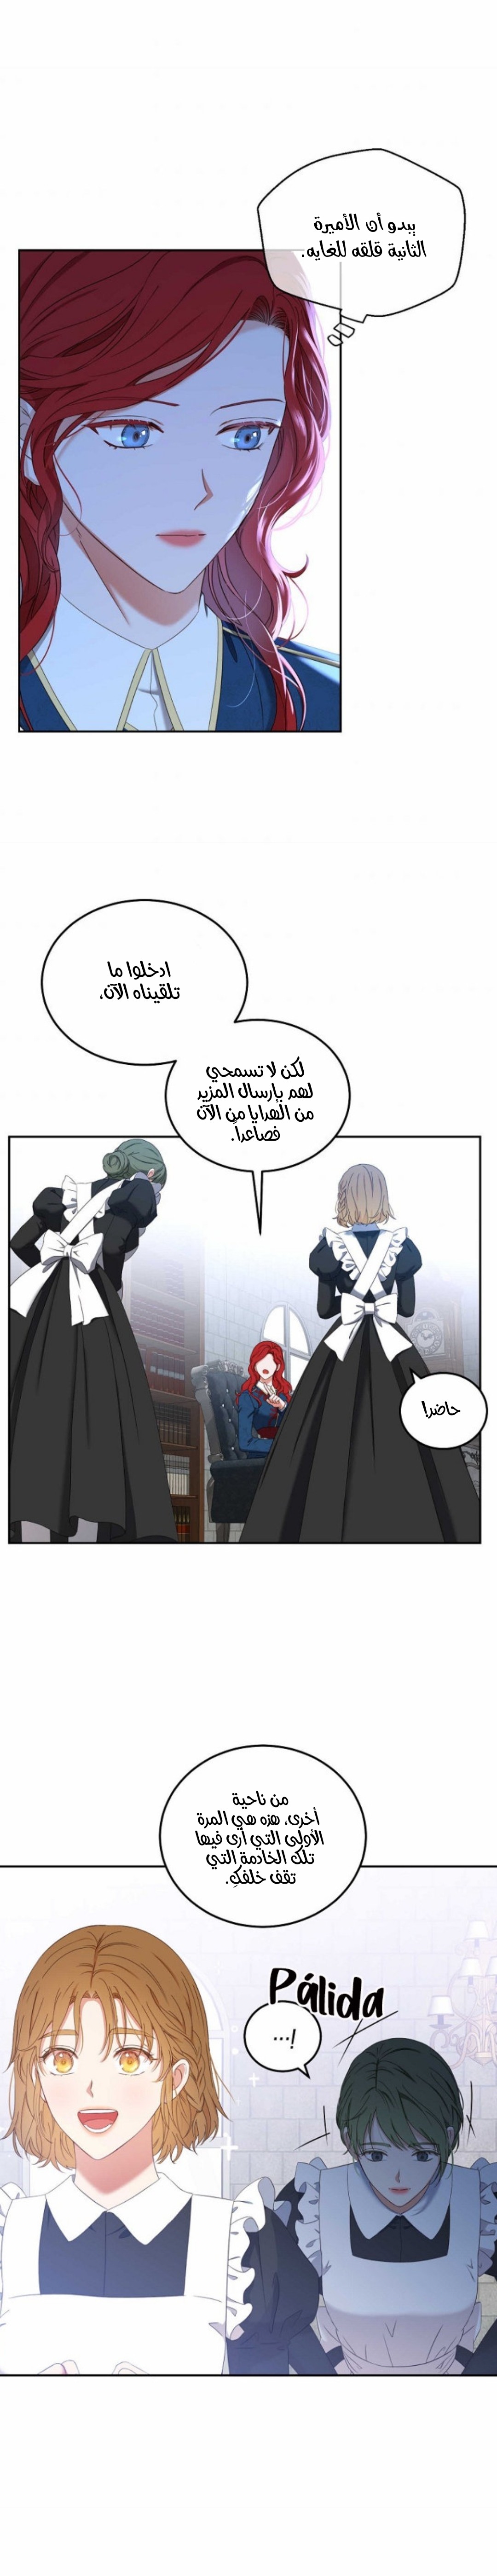 يبدو أن الأميرة
الثانية قلقه للغايه.
ادخلوا ما
تلقيناه الآن،
لكن لا تسمحي
لهم بإرسال المزيد
من الهدايا من الآن
فصاعداً.
حاضر!
من ناحية
أخرى، هذه هي المرة
الأولى التي أرى فيها
تلك الخادمة التي
تقف خلفكِ.
Pálida
...!